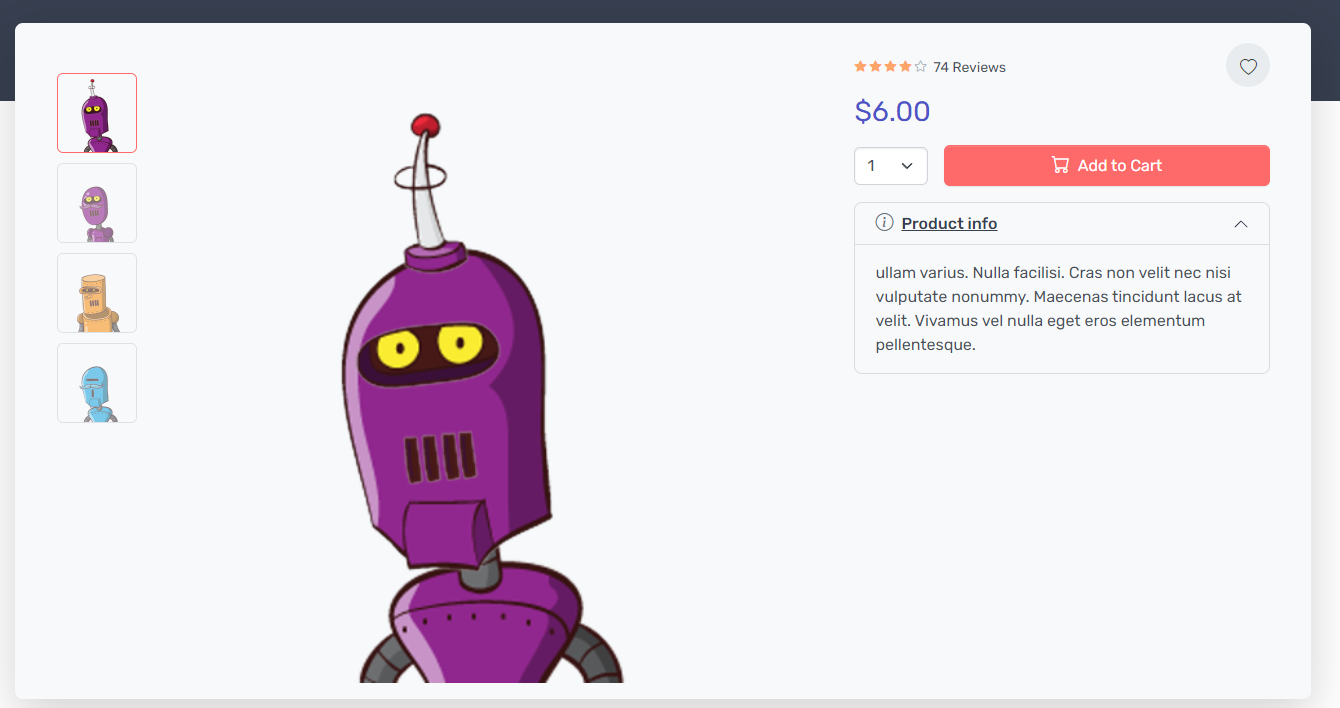 74 Reviews
$6.00
1
Add to Cart
Product info
ullam varius. Nulla facilisi. Cras non velit nec nisi
vulputate nonummy. Maecenas tincidunt lacus at
velit. Vivamus vel nulla eget eros elementum
pellentesque.